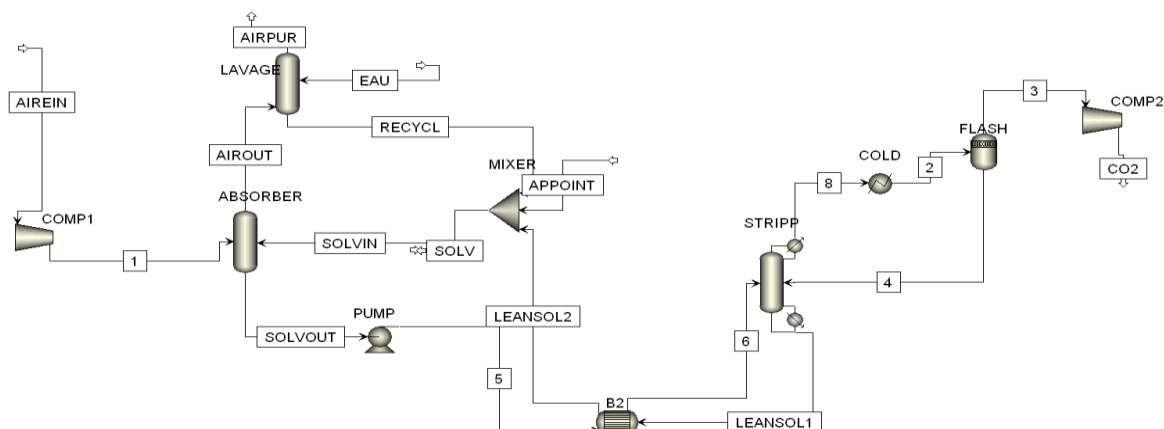 AIRPUR
LAVAGE
EAU
AIREIN
RECYCL
3
COMP2
FLASH
AIROUT
MIXER
COLD
2
APPOINT
8
CO2
ABSORBER
COMP1
STRIPP
SOLVIN
SOLV
1
4
PUMP
LEANSOL2
SOLVOUT
6
5
B2
LEANSOL1